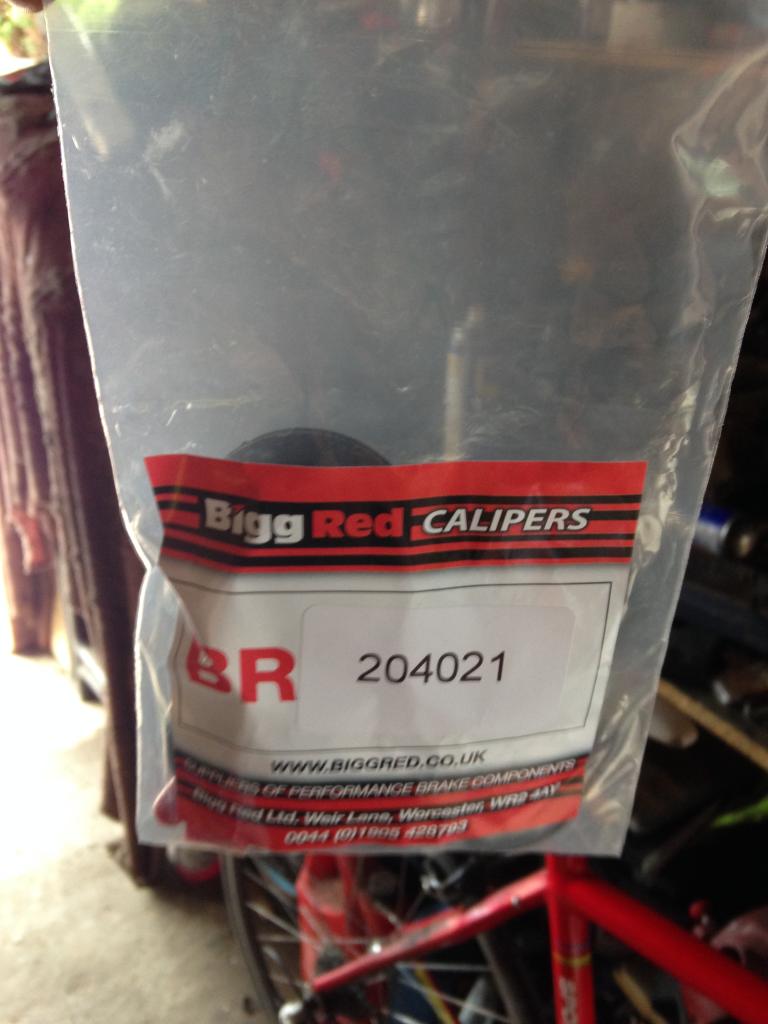 Bigg Red CALIPERS
BR 204021
WWW.BIGGRED.CO.UK
SUPPLIERS OF PERFORMANCE BRAKE COMPONENTS
Bigg Red Ltd, Weir Lane, Worcester, WR2 4AY
0044 (0)1905 428793